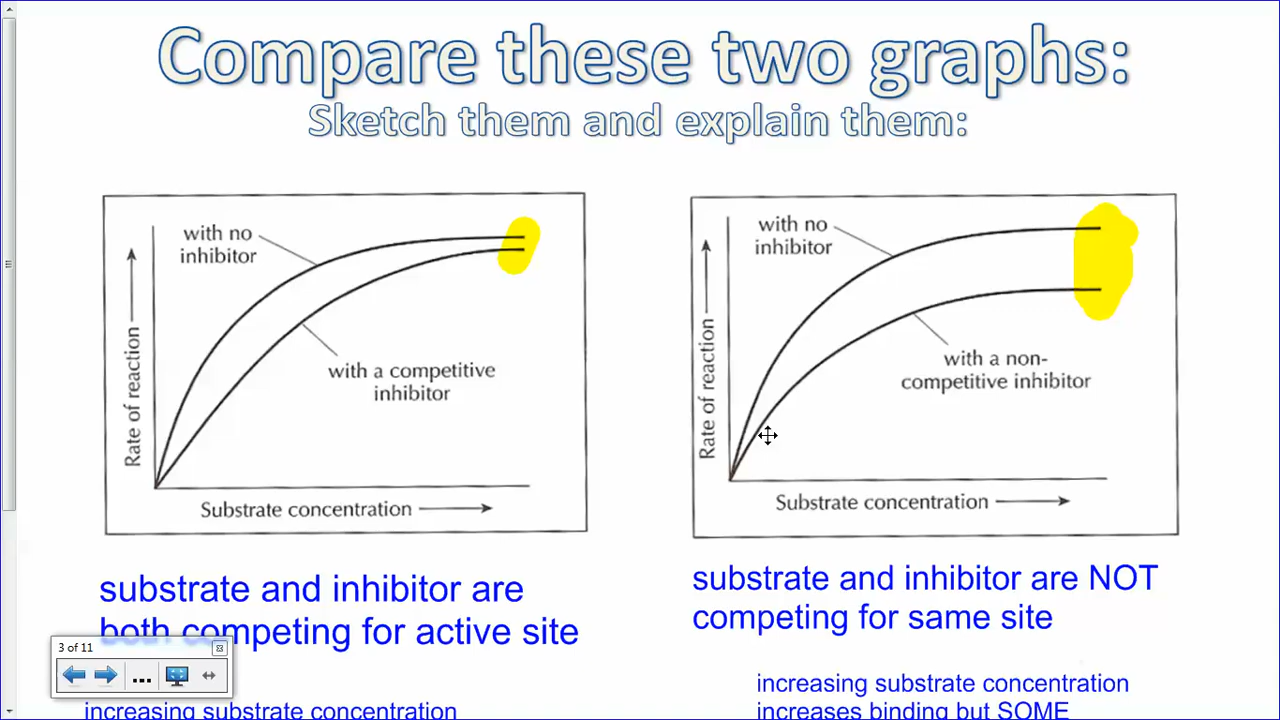 Compare these two graphs:
Sketch them and explain them:
with no
inhibitor
with a competitive
inhibitor
Rate of reaction
Substrate concentration
with no
inhibitor
with a non-
competitive inhibitor
Rate of reaction
Substrate concentration
substrate and inhibitor are
both competing for active site
substrate and inhibitor are NOT
competing for same site
3 of 11
...
increasing substrate concentration
increasing substrate concentration
increases binding but SOME